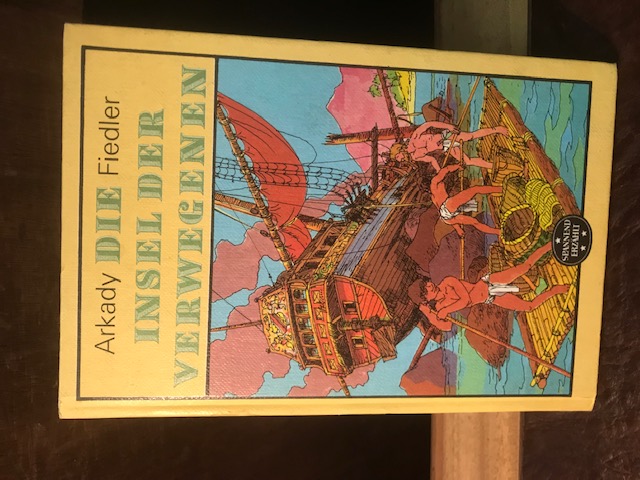 Arkady DIE Fiedler
INSEL DER
VERWEGENEN
SPANNEND
ERZÄHLT